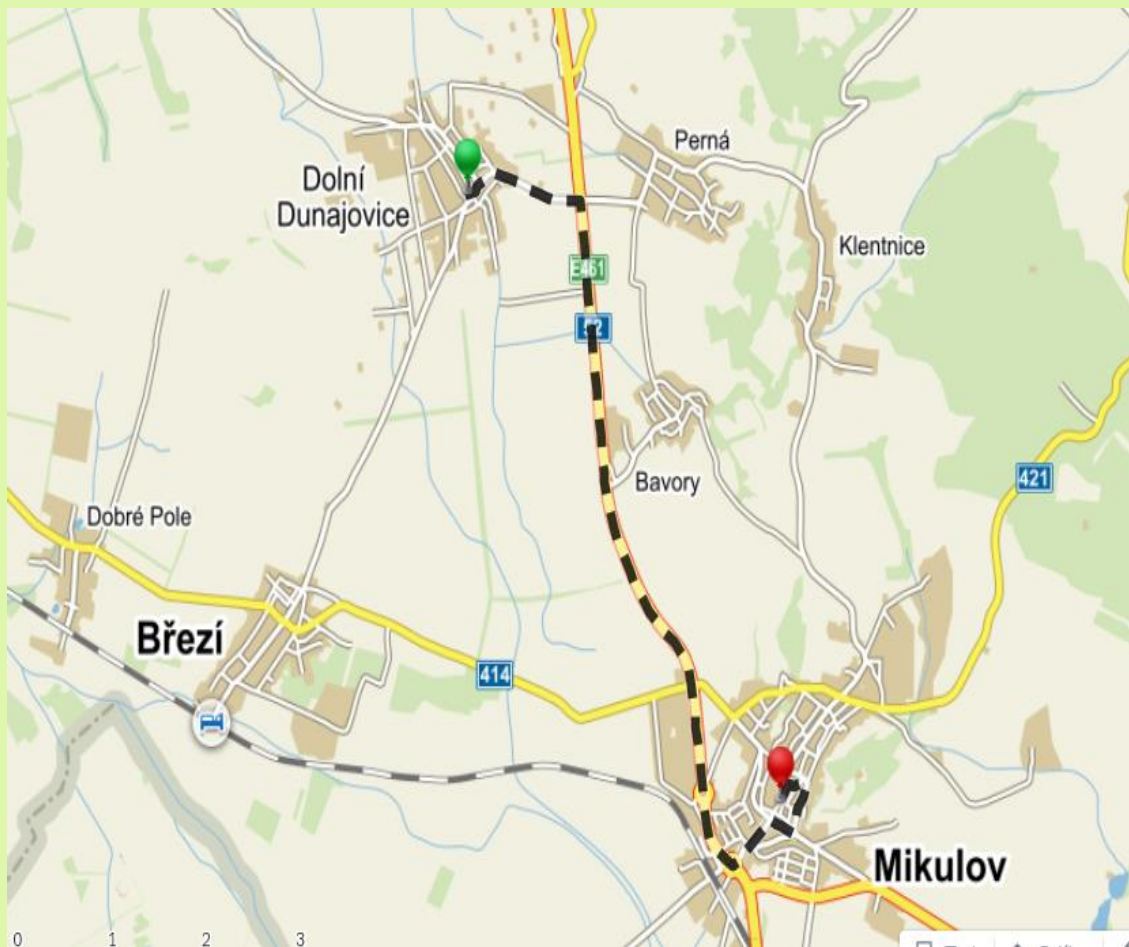 Perná
Dolní
Dunajovice
Klentnice
E461
52
Bavory
421
Dobré Pole
Březí
414
Mikulov
0 1 2 3